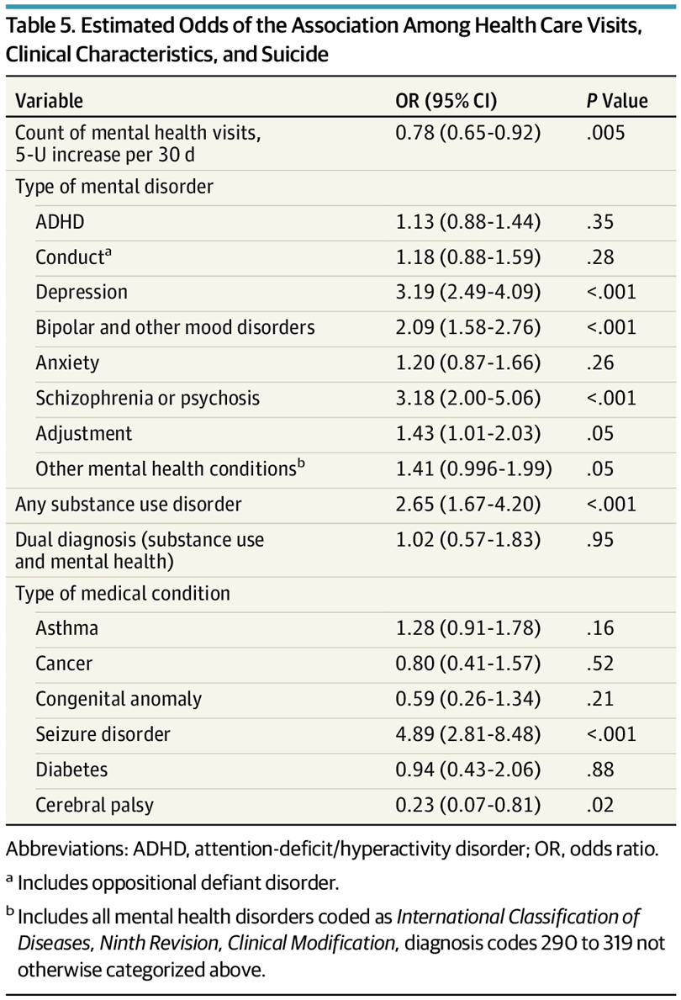 Table 5. Estimated Odds of the Association Among Health Care Visits,
Clinical Characteristics, and Suicide
Variable OR (95% CI) P Value
Count of mental health visits, 0.78 (0.65-0.92) .005
5-U increase per 30 d
Type of mental disorder
ADHD 1.13 (0.88-1.44) .35
Conductᵃ 1.18 (0.88-1.59) .28
Depression 3.19 (2.49-4.09) <.001
Bipolar and other mood disorders 2.09 (1.58-2.76) <.001
Anxiety 1.20 (0.87-1.66) .26
Schizophrenia or psychosis 3.18 (2.00-5.06) <.001
Adjustment 1.43 (1.01-2.03) .05
Other mental health conditionsᵇ 1.41 (0.996-1.99) .05
Any substance use disorder 2.65 (1.67-4.20) <.001
Dual diagnosis (substance use 1.02 (0.57-1.83) .95
and mental health)
Type of medical condition
Asthma 1.28 (0.91-1.78) .16
Cancer 0.80 (0.41-1.57) .52
Congenital anomaly 0.59 (0.26-1.34) .21
Seizure disorder 4.89 (2.81-8.48) <.001
Diabetes 0.94 (0.43-2.06) .88
Cerebral palsy 0.23 (0.07-0.81) .02
Abbreviations: ADHD, attention-deficit/hyperactivity disorder; OR, odds ratio.
ᵃ Includes oppositional defiant disorder.
ᵇ Includes all mental health disorders coded as International Classification of
Diseases, Ninth Revision, Clinical Modification, diagnosis codes 290 to 319 not
otherwise categorized above.